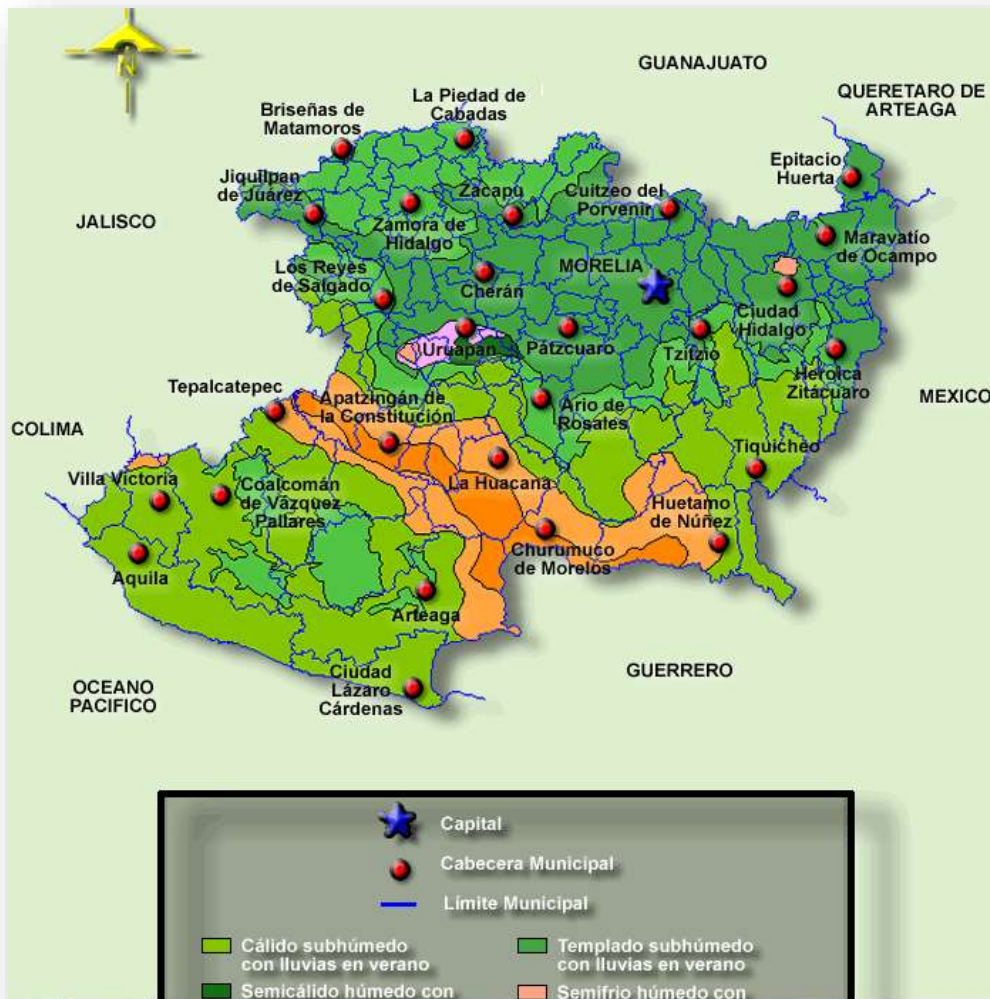 N
GUANAJUATO
QUERETARO DE
ARTEAGA
La Piedad de
Cabadas
Briseñas de
Matamoros
Epitacio
Huerta
Jiquilpan
de Juárez
Zacapu
Cuitzeo del
Porvenir
JALISCO
Zamora de
Hidalgo
Maravatío
de Ocampo
Los Reyes
de Salgado
Cherán
MORELIA
Ciudad
Hidalgo
Uruapan
Pátzcuaro
Tzitzio
Heroica
Zitácuaro
Tepalcatepec
Apatzingán de
la Constitución
Ario de
Rosales
MEXICO
COLIMA
Tiquicheo
Villa Victoria
Coalcomán
de Vázquez
Pallares
La Huacana
Huetamo
de Núñez
Aquila
Churumuco
de Morelos
Arteaga
GUERRERO
Ciudad
Lázaro
Cárdenas
OCEANO
PACIFICO
Capital
Cabecera Municipal
Límite Municipal
Cálido subhúmedo
con lluvias en verano
Templado subhúmedo
con lluvias en verano
Semicálido húmedo con
Semifrio húmedo con